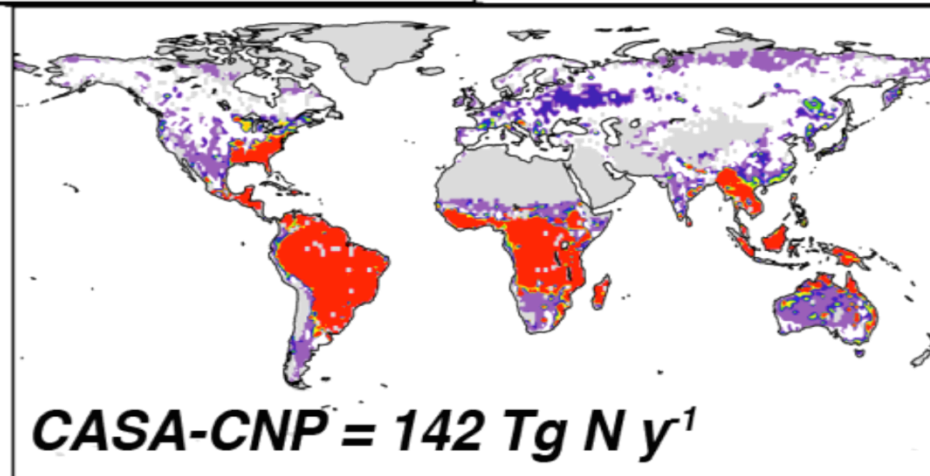 CASA-CNP = 142 Tg N y-1